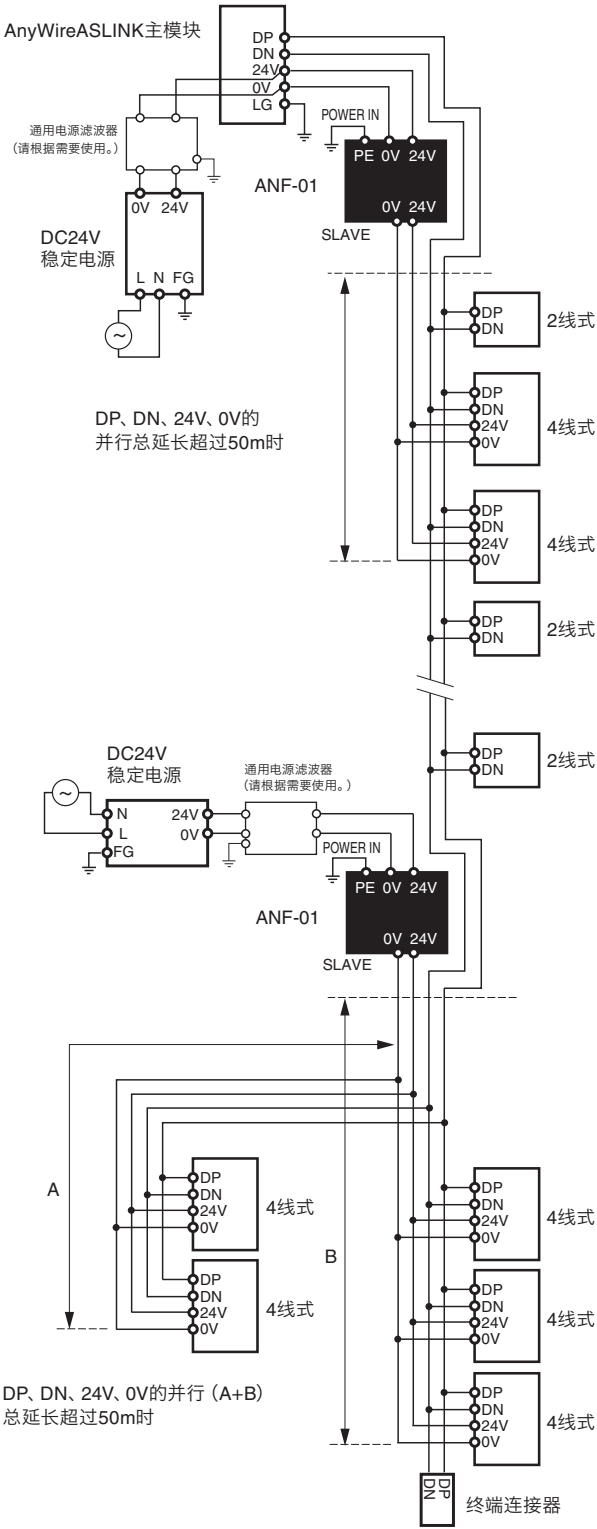 AnyWireASLINK主模块
DP
DN
24V
0V
LG
通用电源滤波器
(请根据需要使用。)
POWER IN
PE 0V 24V
ANF-01
0V 24V
SLAVE
0V 24V
DC24V
稳定电源
L N FG
DP
DN
2线式
DP
DN
24V
0V
4线式
DP、DN、24V、0V的
并行总延长超过50m时
DP
DN
24V
0V
4线式
DP
DN
2线式
DP
DN
2线式
DC24V
稳定电源
通用电源滤波器
(请根据需要使用。)
N
L
FG
24V
0V
POWER IN
PE 0V 24V
ANF-01
0V 24V
SLAVE
A
B
DP
DN
24V
0V
4线式
DP
DN
24V
0V
4线式
DP
DN
24V
0V
4线式
DP
DN
24V
0V
4线式
DP
DN
24V
0V
4线式
DP、DN、24V、0V的并行(A+B)
总延长超过50m时
DP
DN
终端连接器